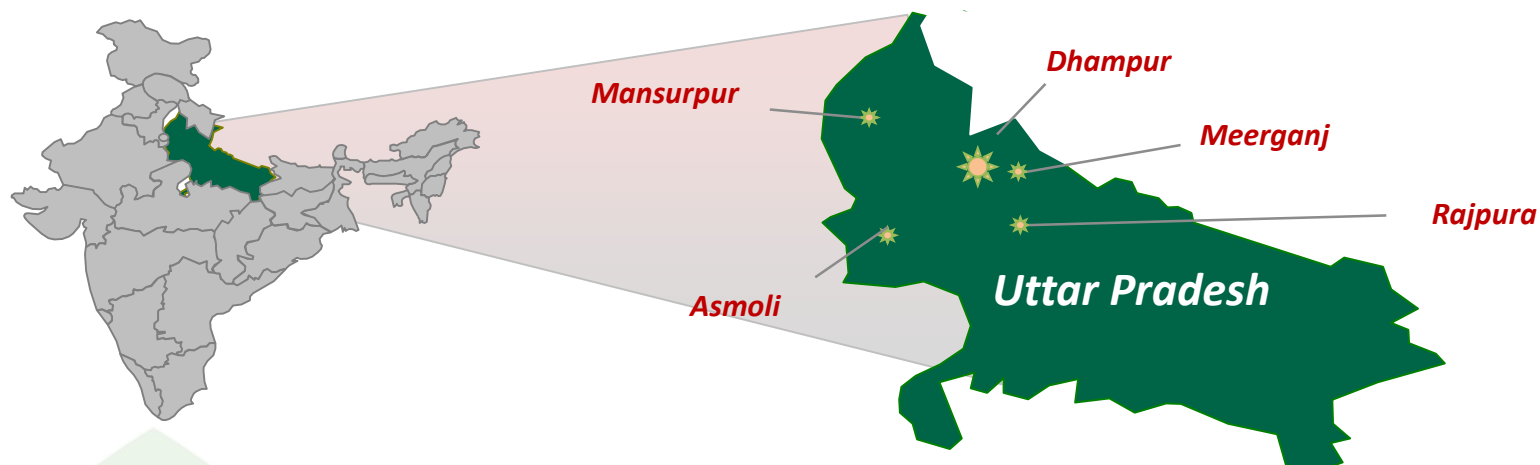 Dhampur
Mansurpur
Meerganj
Rajpura
Uttar Pradesh
Asmoli